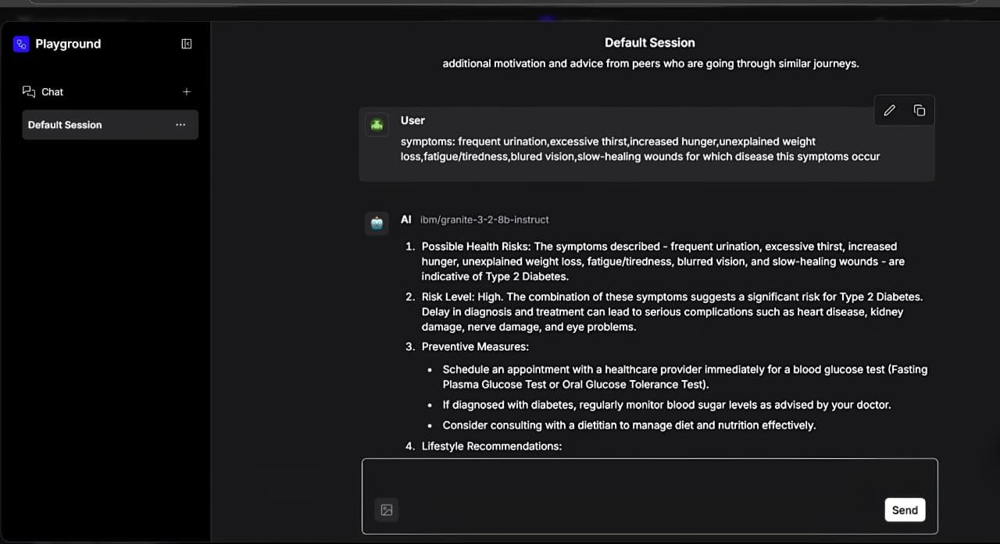 Playground
Chat
Default Session
Default Session
additional motivation and advice from peers who are going through similar journeys.
User
symptoms: frequent urination,excessive thirst,increased hunger,unexplained weight
loss,fatigue/tiredness,blured vision,slow-healing wounds for which disease this symptoms occur
AI ibm/granite-3-2-8b-instruct
1. Possible Health Risks: The symptoms described - frequent urination, excessive thirst, increased
hunger, unexplained weight loss, fatigue/tiredness, blurred vision, and slow-healing wounds - are
indicative of Type 2 Diabetes.
2. Risk Level: High. The combination of these symptoms suggests a significant risk for Type 2 Diabetes.
Delay in diagnosis and treatment can lead to serious complications such as heart disease, kidney
damage, nerve damage, and eye problems.
3. Preventive Measures:
• Schedule an appointment with a healthcare provider immediately for a blood glucose test (Fasting
Plasma Glucose Test or Oral Glucose Tolerance Test).
• If diagnosed with diabetes, regularly monitor blood sugar levels as advised by your doctor.
• Consider consulting with a dietitian to manage diet and nutrition effectively.
4. Lifestyle Recommendations:
Send